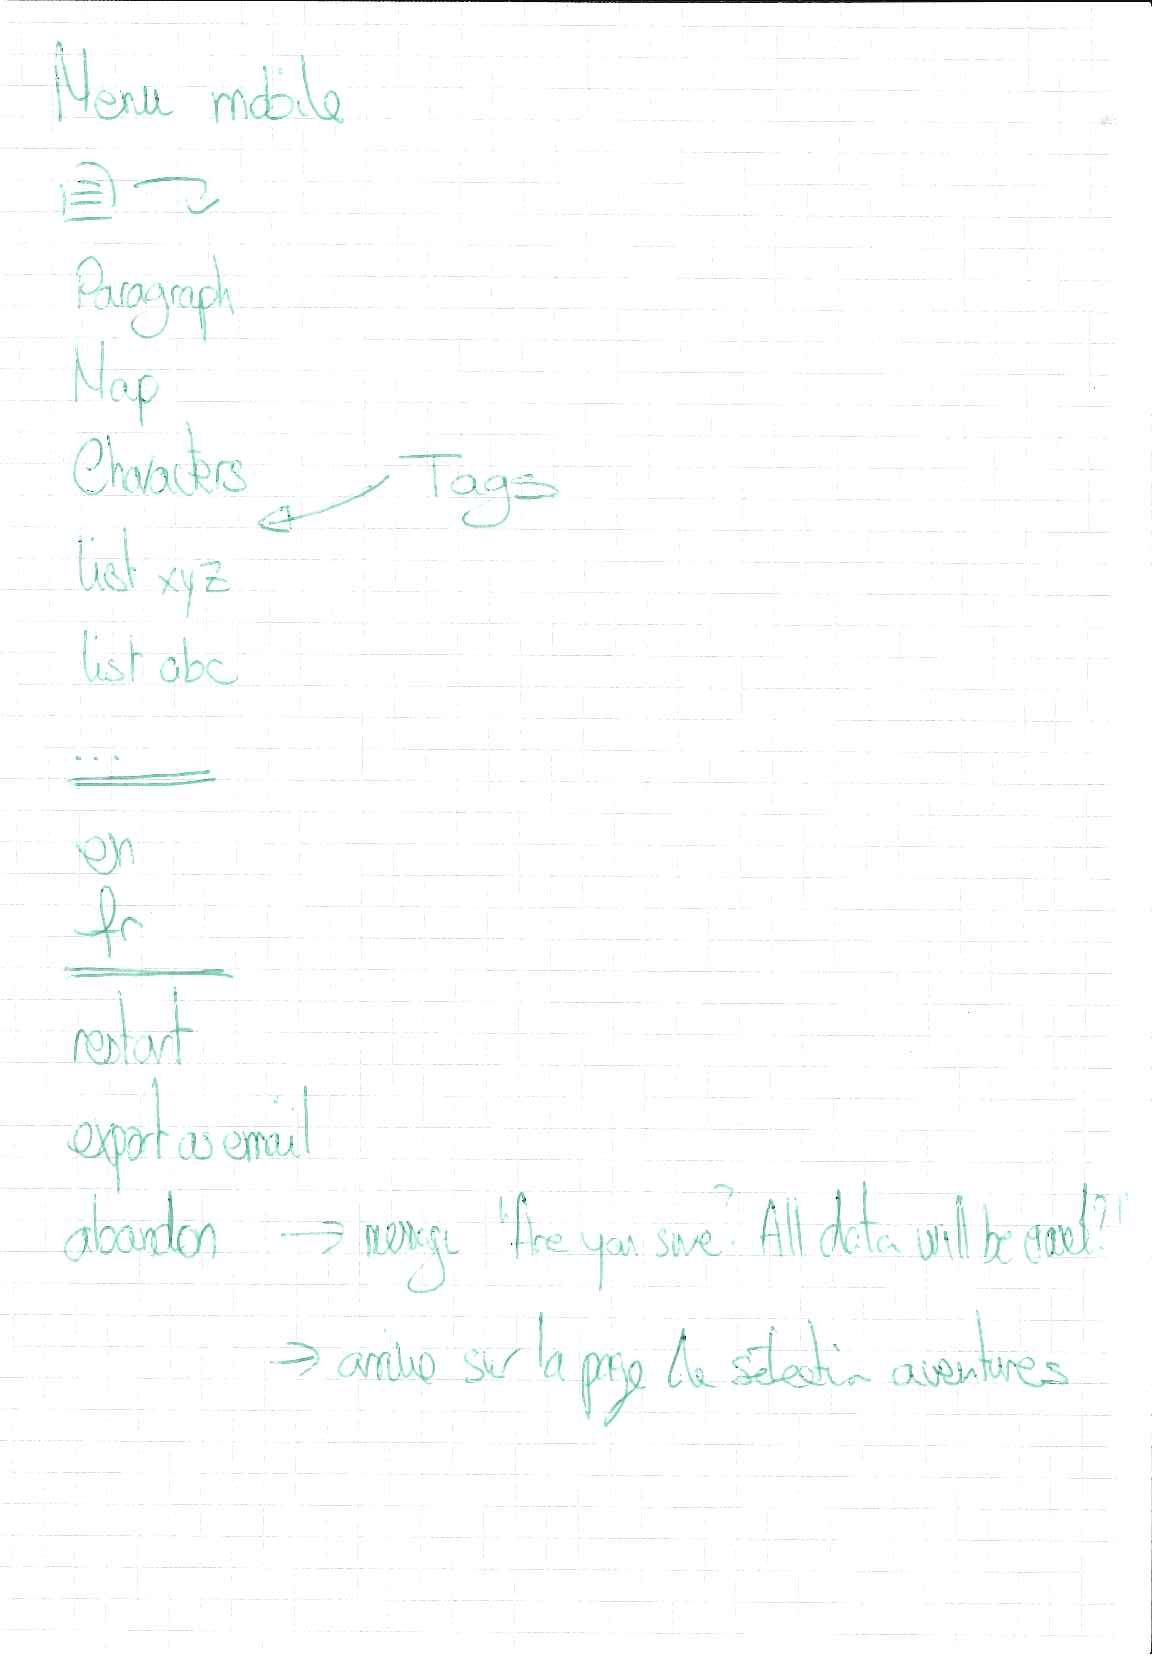 Menu mobile
Paragraph
Map
Characters
Tags
list xyz
list abc
...
en
fr
restart
export as email
abandon → message "Are you sure? All data will be ?"
→ arrive sur la page de sélection aventures